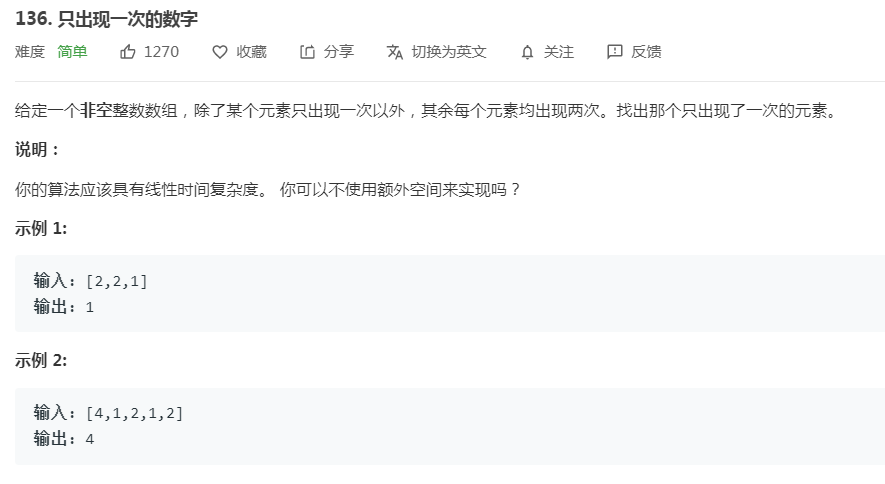 136. 只出现一次的数字
难度 简单 1270 收藏 分享 切换为英文 关注 反馈
给定一个非空整数数组，除了某个元素只出现一次以外，其余每个元素均出现两次。找出那个只出现了一次的元素。
说明：
你的算法应该具有线性时间复杂度。 你可以不使用额外空间来实现吗？
示例 1:
输入: [2,2,1]
输出: 1
示例 2:
输入: [4,1,2,1,2]
输出: 4